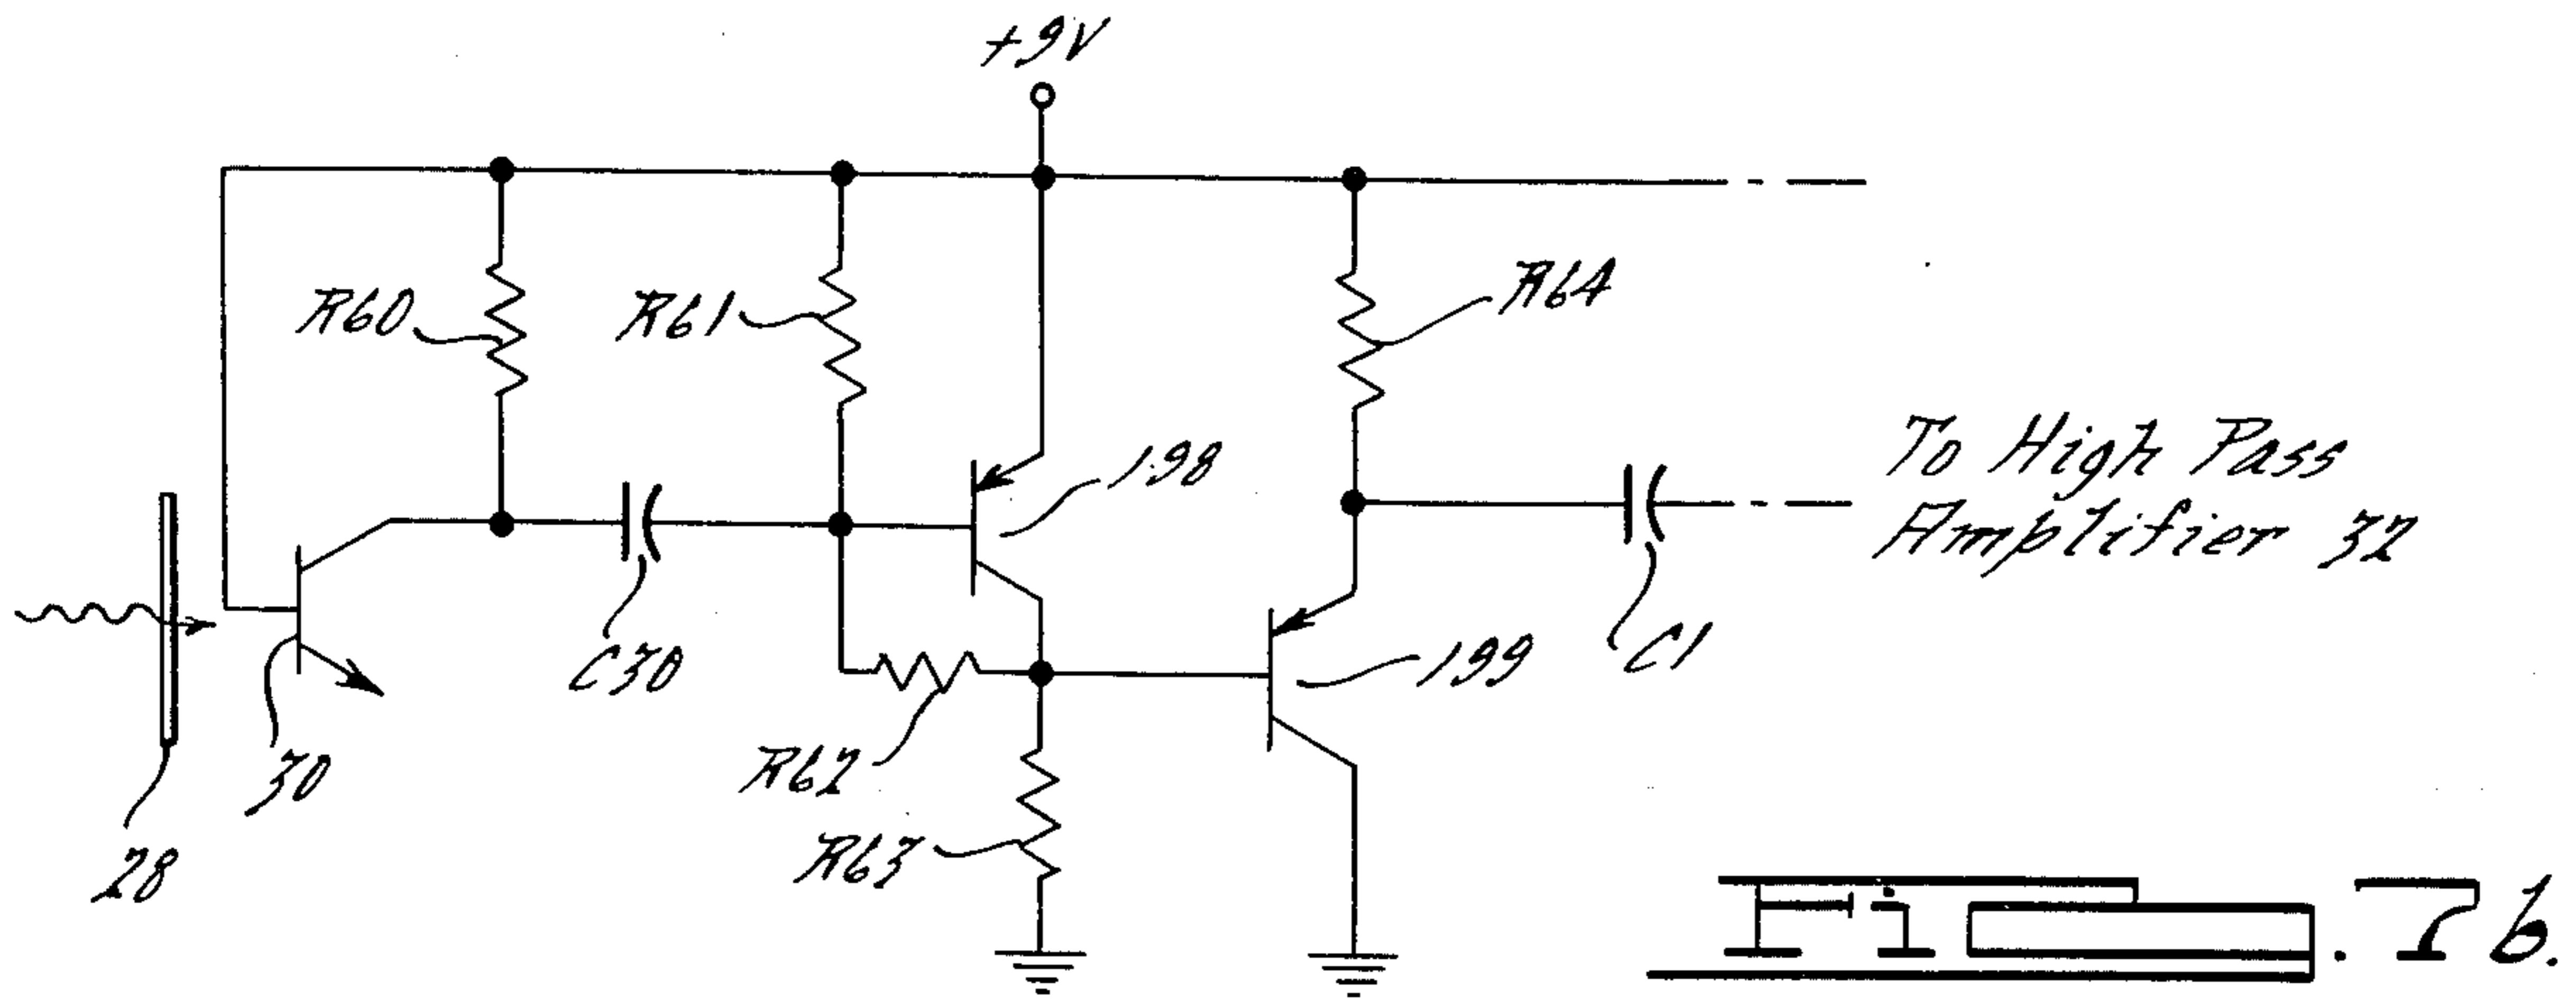 +9V
R60
R61
R64
198
To High Pass
Amplifier 32
C30
C1
199
30
R62
28
R63
Fig. 7b.